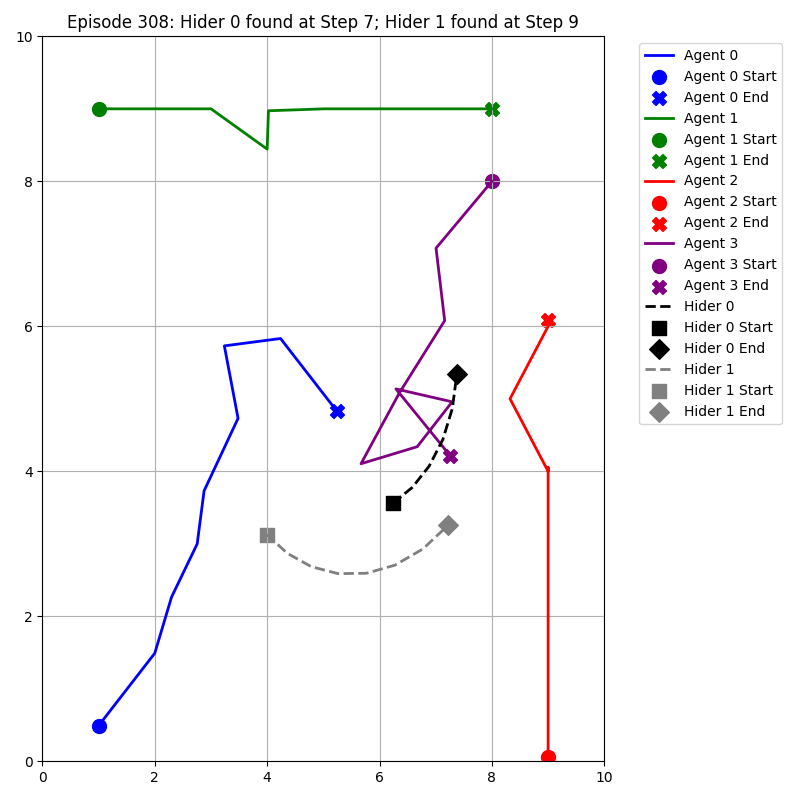 Episode 308: Hider 0 found at Step 7; Hider 1 found at Step 9
10
8
6
4
2
0
0 2 4 6 8 10
Agent 0
Agent 0 Start
Agent 0 End
Agent 1
Agent 1 Start
Agent 1 End
Agent 2
Agent 2 Start
Agent 2 End
Agent 3
Agent 3 Start
Agent 3 End
Hider 0
Hider 0 Start
Hider 0 End
Hider 1
Hider 1 Start
Hider 1 End